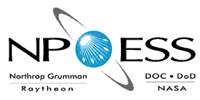 NPOESS
Northrop Grumman DOC • DoD
Raytheon NASA